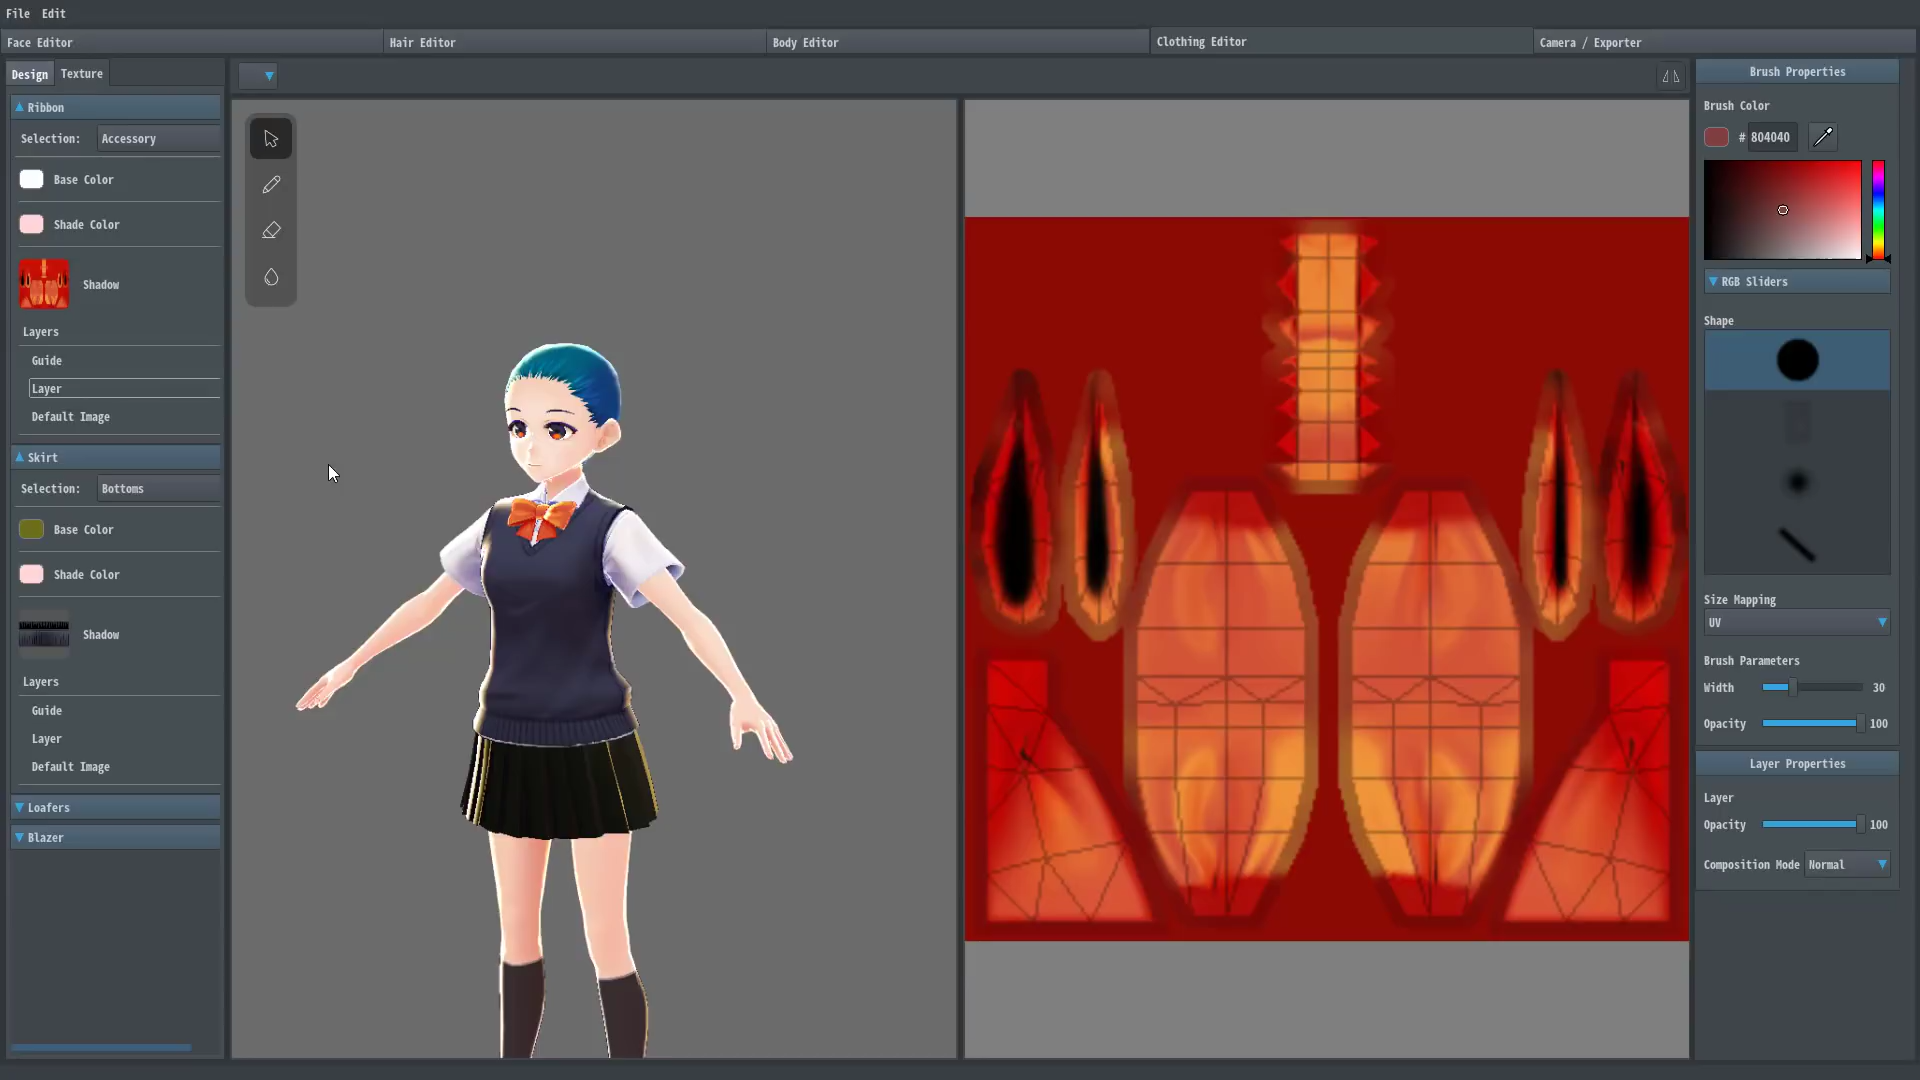 File Edit
Face Editor Hair Editor Body Editor Clothing Editor Camera / Exporter
Design Texture
Ribbon
Selection: Accessory
Base Color
Shade Color
Shadow
Layers
Guide
Layer
Default Image
Skirt
Selection: Bottoms
Base Color
Shade Color
Shadow
Layers
Guide
Layer
Default Image
Loafers
Blazer
Brush Properties
Brush Color
# 804040
RGB Sliders
Shape
Size Mapping
UV
Brush Parameters
Width 30
Opacity 100
Layer Properties
Layer
Opacity 100
Composition Mode Normal